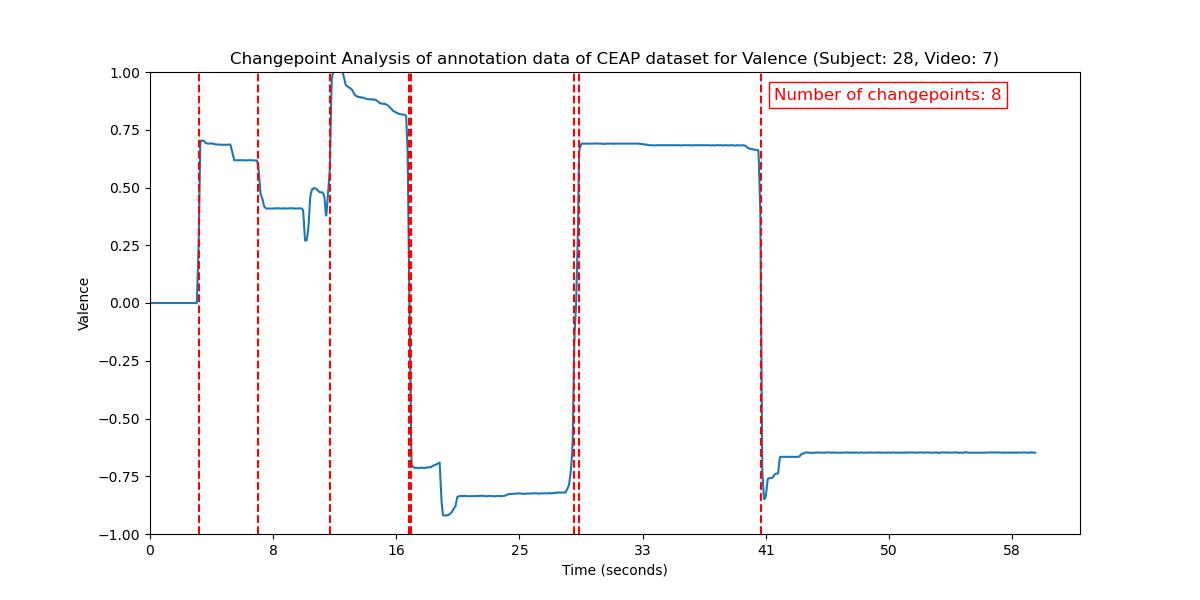 Changepoint Analysis of annotation data of CEAP dataset for Valence (Subject: 28, Video: 7)
Number of changepoints: 8
1.00
0.75
0.50
0.25
0.00
−0.25
−0.50
−0.75
−1.00
Valence
0 8 16 25 33 41 50 58
Time (seconds)